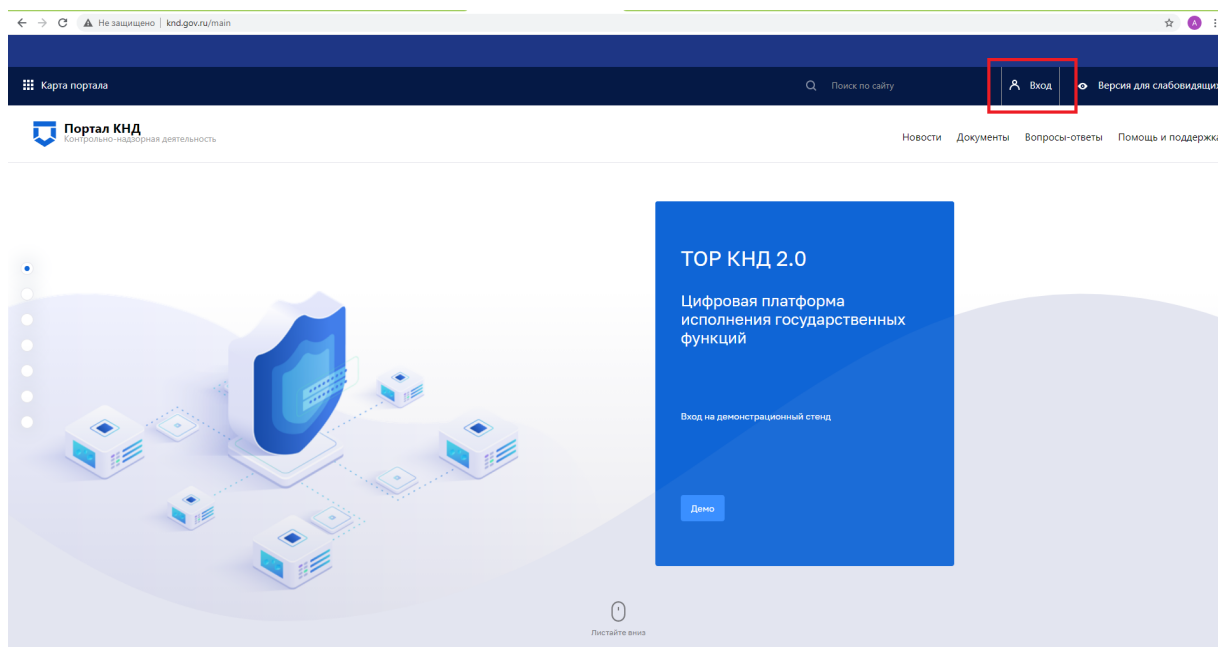 Не защищено | knd.gov.ru/main
A
Карта портала
Поиск по сайту
Вход
Версия для слабовидящих
Портал КНД
Контрольно-надзорная деятельность
Новости Документы Вопросы-ответы Помощь и поддержка
ТОР КНД 2.0
Цифровая платформа
исполнения государственных
функций
Вход на демонстрационный стенд
Демо
Листайте вниз